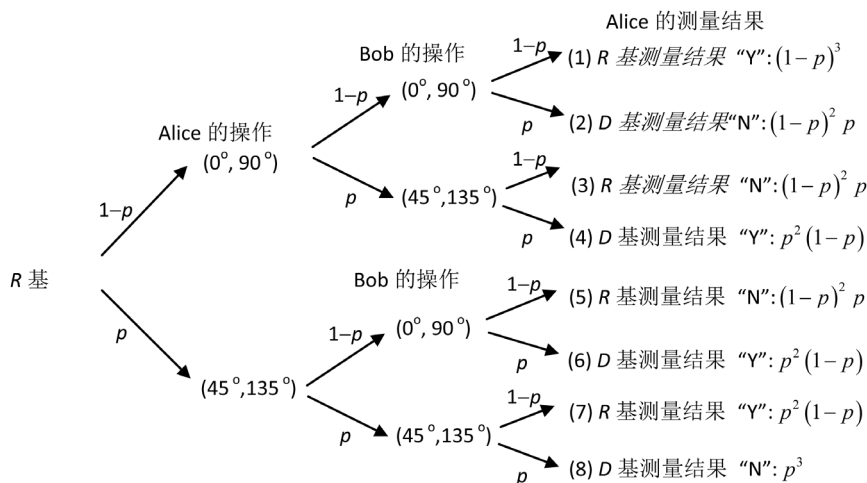 Alice 的测量结果
Bob 的操作
1–p
(1) R 基测量结果 “Y”: (1− p)³
(0°, 90°)
1–p
p
(2) D 基测量结果“N”: (1− p)² p
Alice 的操作
(0°, 90°)
1–p
(3) R 基测量结果 “N”: (1− p)² p
p
(45°,135°)
1–p
p
(4) D 基测量结果 “Y”: p² (1− p)
R 基
Bob 的操作
1–p
(5) R 基测量结果 “N”: (1− p)² p
p
1–p
(0°, 90°)
p
(6) D 基测量结果 “Y”: p² (1− p)
(45°,135°)
1–p
(7) R 基测量结果 “Y”: p² (1− p)
p
(45°,135°)
p
(8) D 基测量结果 “N”: p³